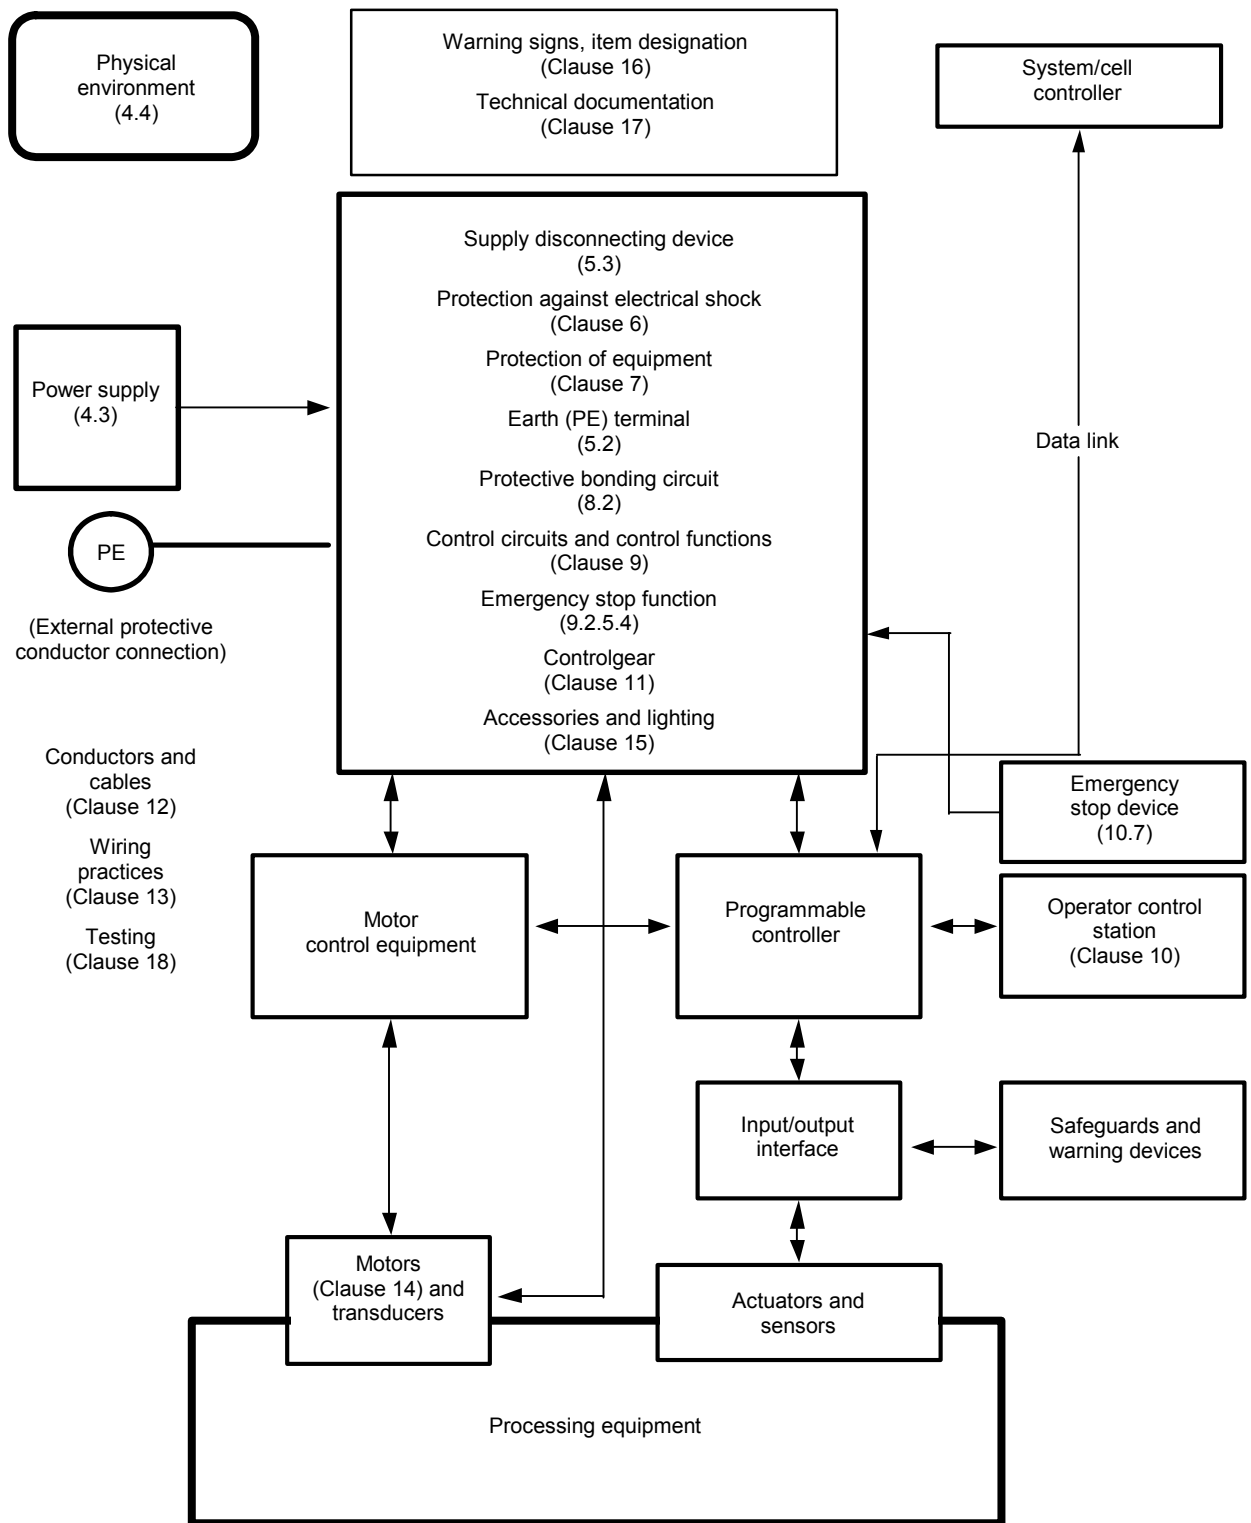 Physical
environment
(4.4)
Warning signs, item designation
(Clause 16)
Technical documentation
(Clause 17)
System/cell
controller
Supply disconnecting device
(5.3)
Protection against electrical shock
(Clause 6)
Protection of equipment
(Clause 7)
Earth (PE) terminal
(5.2)
Protective bonding circuit
(8.2)
Control circuits and control functions
(Clause 9)
Emergency stop function
(9.2.5.4)
Controlgear
(Clause 11)
Accessories and lighting
(Clause 15)
Power supply
(4.3)
PE
(External protective
conductor connection)
Data link
Conductors and
cables
(Clause 12)
Wiring
practices
(Clause 13)
Testing
(Clause 18)
Emergency
stop device
(10.7)
Motor
control equipment
Programmable
controller
Operator control
station
(Clause 10)
Input/output
interface
Safeguards and
warning devices
Motors
(Clause 14) and
transducers
Actuators and
sensors
Processing equipment